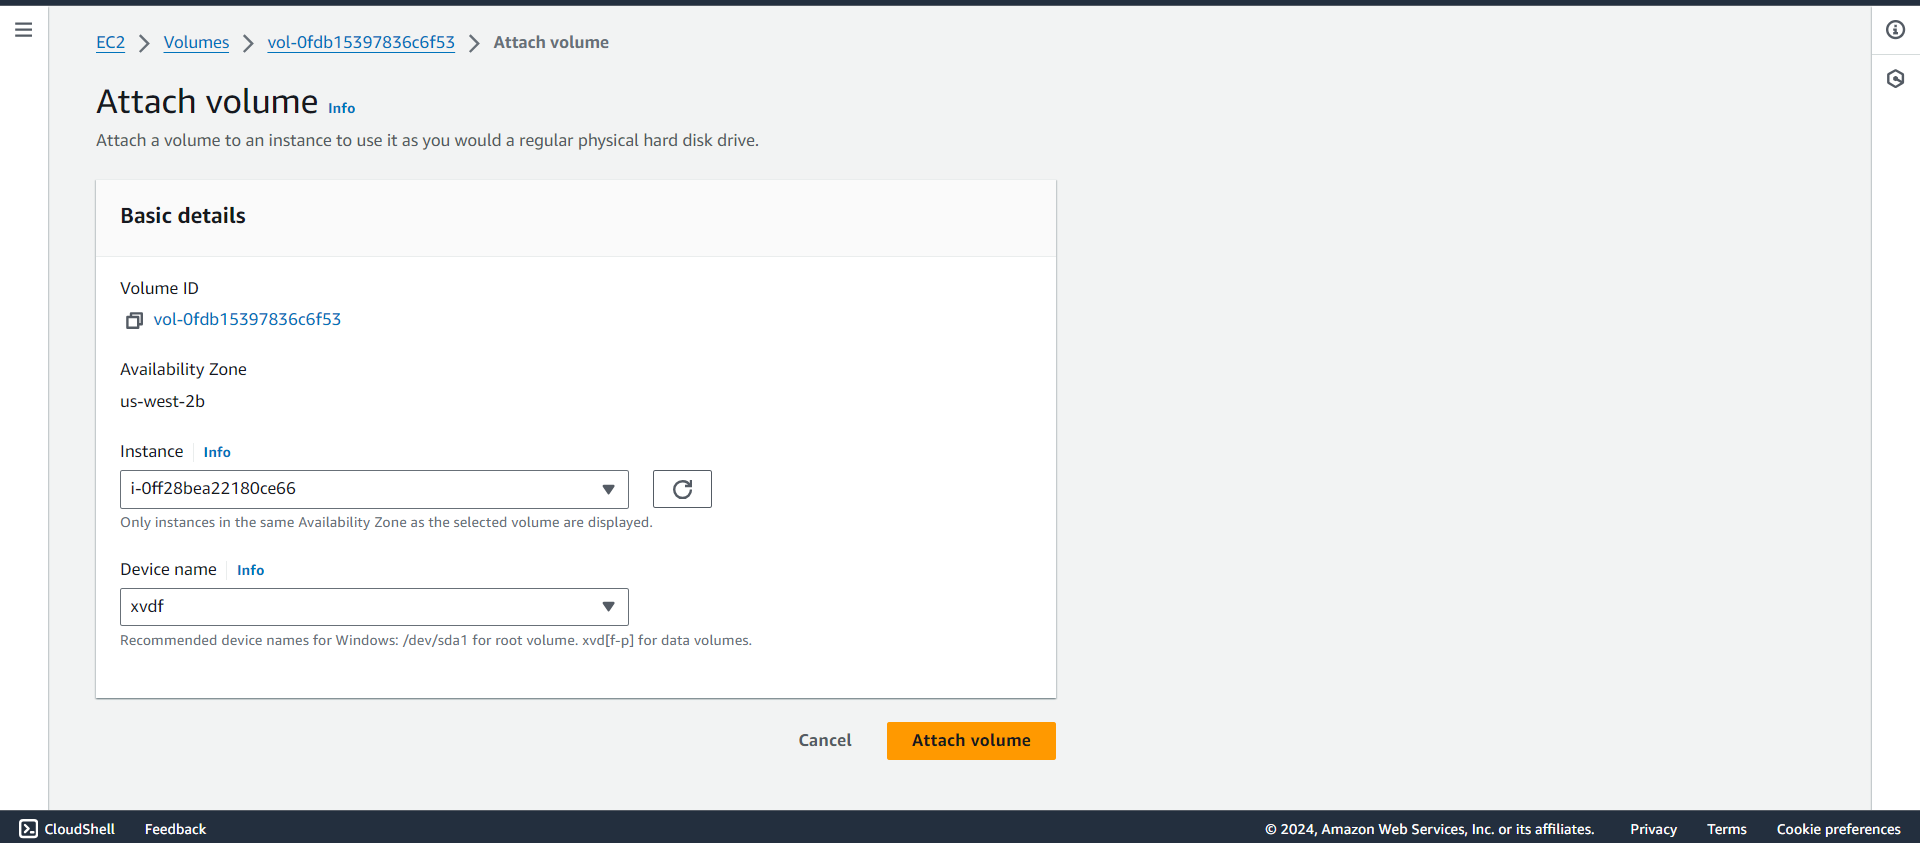 EC2 Volumes vol-0fdb15397836c6f53 Attach volume
Attach volume Info
Attach a volume to an instance to use it as you would a regular physical hard disk drive.
Basic details
Volume ID
vol-0fdb15397836c6f53
Availability Zone
us-west-2b
Instance Info
i-0ff28bea22180ce66
Only instances in the same Availability Zone as the selected volume are displayed.
Device name Info
xvdf
Recommended device names for Windows: /dev/sda1 for root volume. xvd[f-p] for data volumes.
Cancel Attach volume
CloudShell Feedback © 2024, Amazon Web Services, Inc. or its affiliates. Privacy Terms Cookie preferences